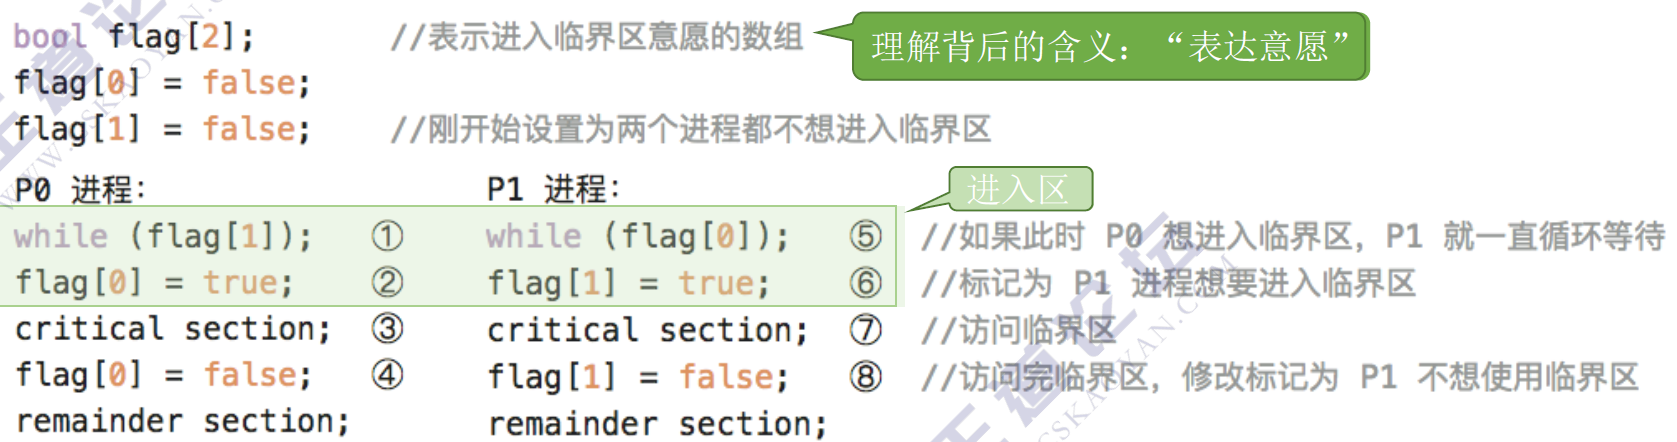 bool flag[2]; //表示进入临界区意愿的数组
理解背后的含义：“表达意愿”
flag[0] = false;
flag[1] = false; //刚开始设置为两个进程都不想进入临界区
P0 进程: P1 进程:
进入区
while (flag[1]); ① while (flag[0]); ⑤ //如果此时 P0 想进入临界区，P1 就一直循环等待
flag[0] = true; ② flag[1] = true; ⑥ //标记为 P1 进程想要进入临界区
critical section; ③ critical section; ⑦ //访问临界区
flag[0] = false; ④ flag[1] = false; ⑧ //访问完临界区，修改标记为 P1 不想使用临界区
remainder section; remainder section;